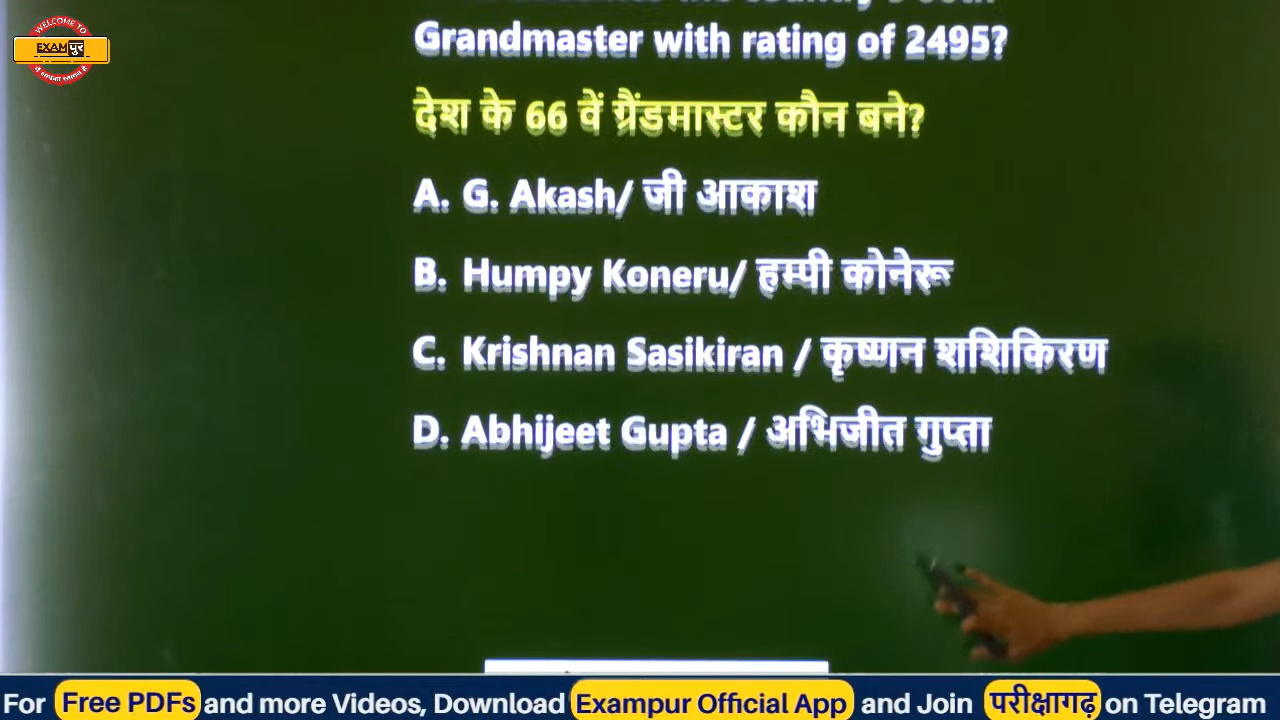 WELCOME TO
EXAMपुर
Grandmaster with rating of 2495?
देश के 66 वें ग्रैंडमास्टर कौन बने?
A. G. Akash/ जी आकाश
B. Humpy Koneru/ हम्पी कोनेरू
C. Krishnan Sasikiran / कृष्णन शशिकिरण
D. Abhijeet Gupta / अभिजीत गुप्ता
For Free PDFs and more Videos, Download Exampur Official App and Join परीक्षागढ़ on Telegram